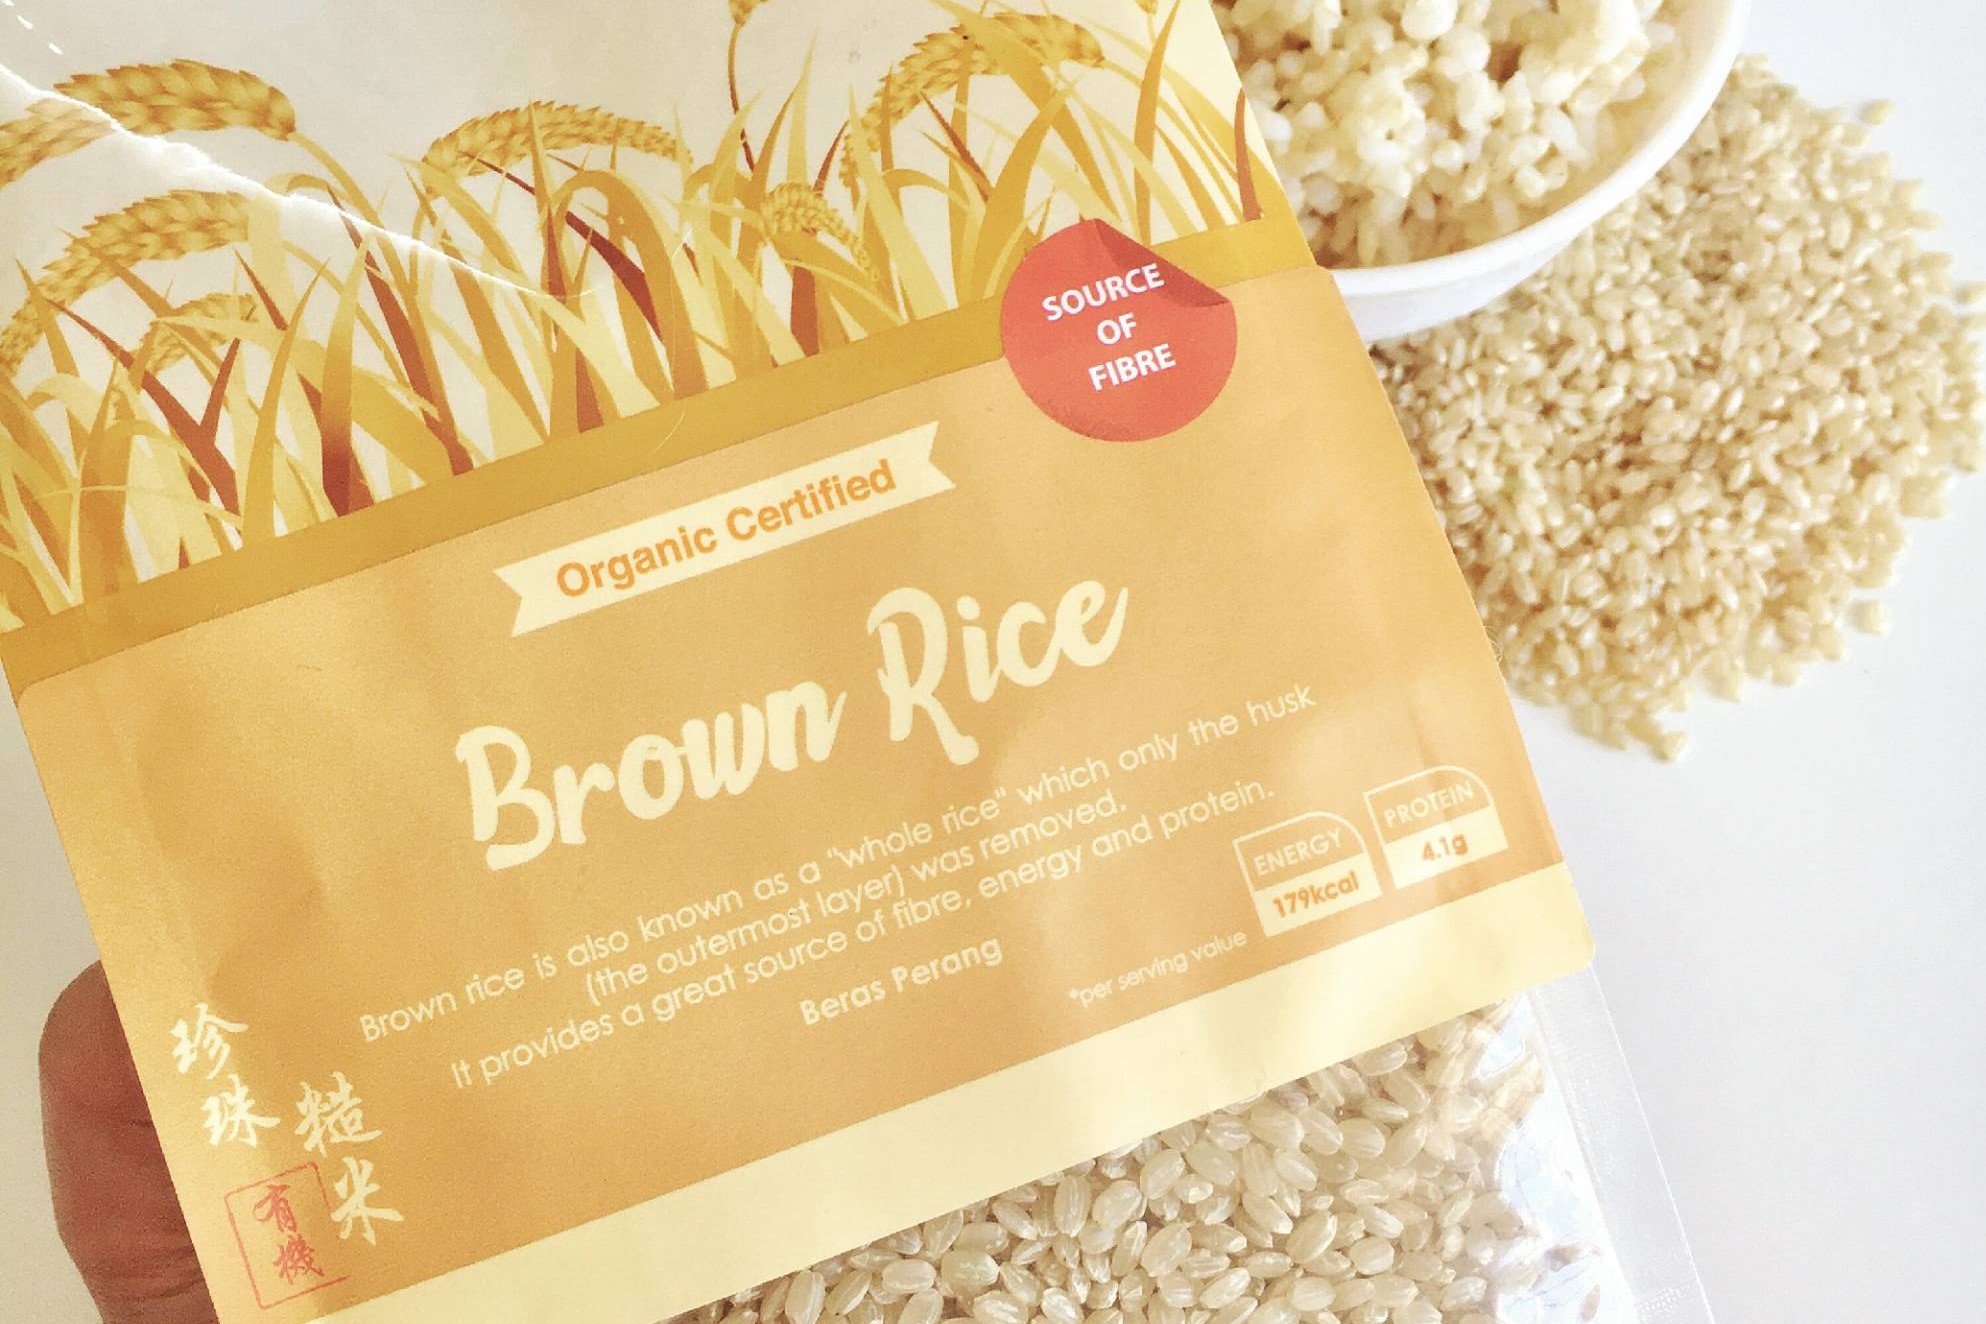 SOURCE
OF
FIBRE
Organic Certified
Brown Rice
Brown rice is also known as a "whole rice" which only the husk
(the outermost layer) was removed.
It provides a great source of fibre, energy and protein.
Beras Perang
*per serving value
ENERGY
179kcal
PROTEIN
4.1g
珍珠
糙米
有機